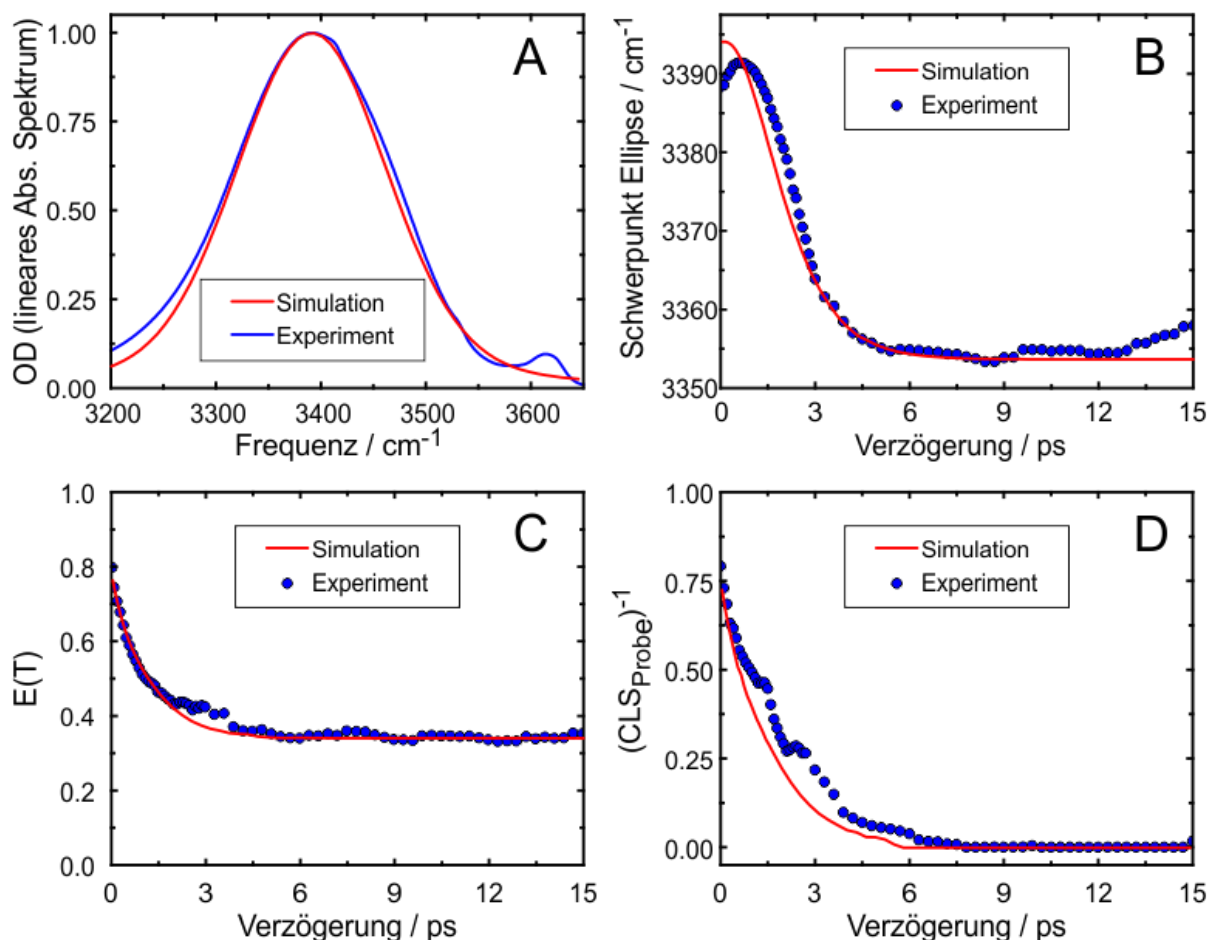 A
OD (lineares Abs. Spektrum)
1.00
0.75
0.50
0.25
0.00
Simulation
Experiment
3200 3300 3400 3500 3600
Frequenz / cm⁻¹
B
Schwerpunkt Ellipse / cm⁻¹
3390
3380
3370
3360
3350
Simulation
Experiment
0 3 6 9 12 15
Verzögerung / ps
C
E(T)
1.0
0.8
0.6
0.4
0.2
0.0
Simulation
Experiment
0 3 6 9 12 15
Verzögerung / ps
D
(CLS_Probe)⁻¹
1.00
0.75
0.50
0.25
0.00
Simulation
Experiment
0 3 6 9 12 15
Verzögerung / ps